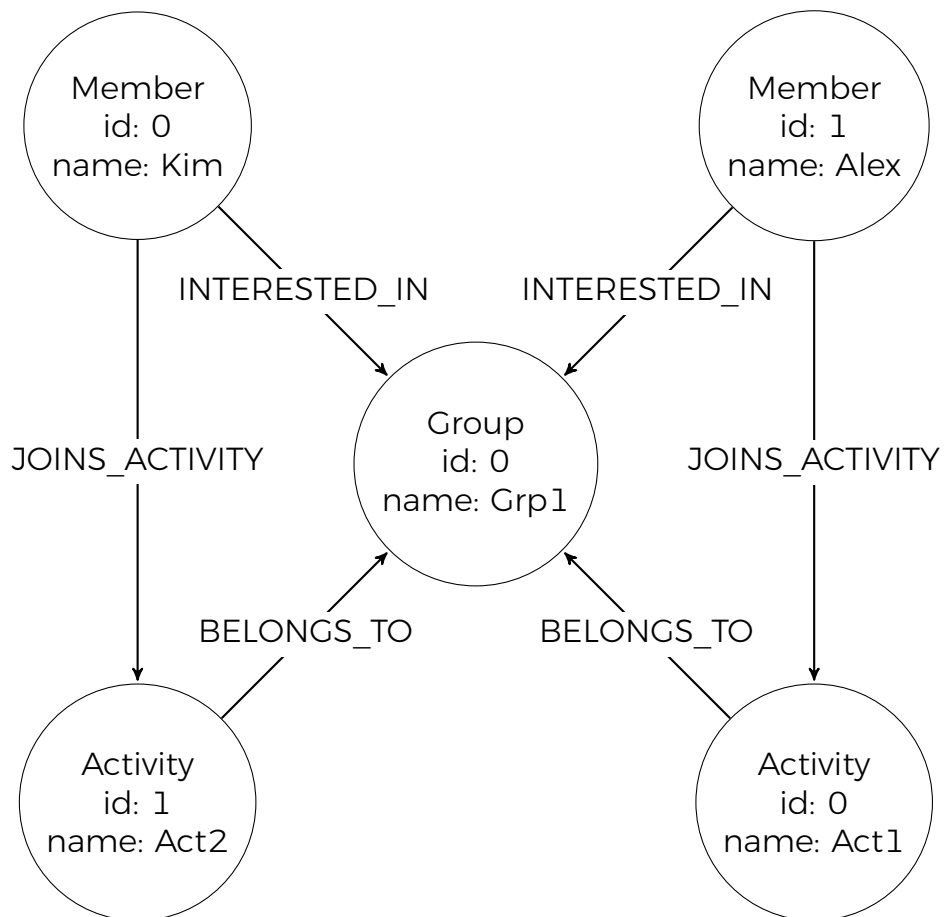 Member
id: 0
name: Kim
Member
id: 1
name: Alex
INTERESTED_IN
INTERESTED_IN
Group
id: 0
name: Grp1
JOINS_ACTIVITY
JOINS_ACTIVITY
BELONGS_TO
BELONGS_TO
Activity
id: 1
name: Act2
Activity
id: 0
name: Act1